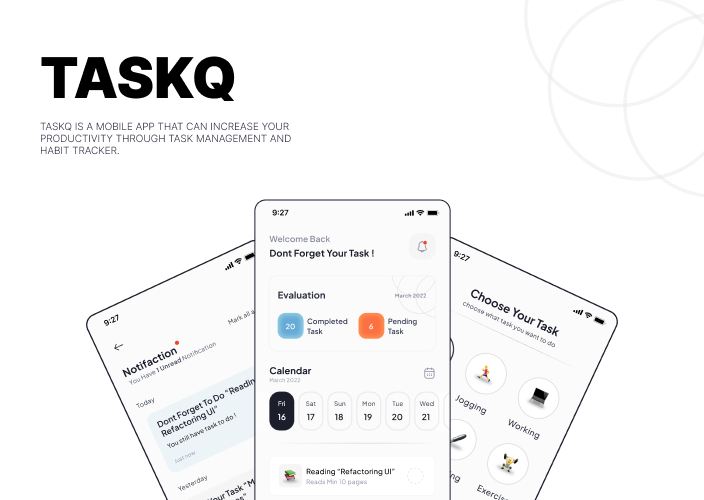 TASKQ
TASKQ IS A MOBILE APP THAT CAN INCREASE YOUR
PRODUCTIVITY THROUGH TASK MANAGEMENT AND
HABIT TRACKER.
9:27
Notifaction
You Have 1 Unread Notification
Mark all a
Today
Dont Forget To Do “Readin
Refactoring UI”
You still have task to do !
Just now
Yesterday
Your Task “M
9:27
Welcome Back
Dont Forget Your Task !
Evaluation
March 2022
20
Completed
Task
6
Pending
Task
Calendar
March 2022
Fri Sat Sun Mon Tue Wed
16 17 18 19 20 21
Reading “Refactoring UI”
Reads Min 10 pages
9:27
Choose Your Task
choose what task you want to do
Jogging
Working
ng
Exercis